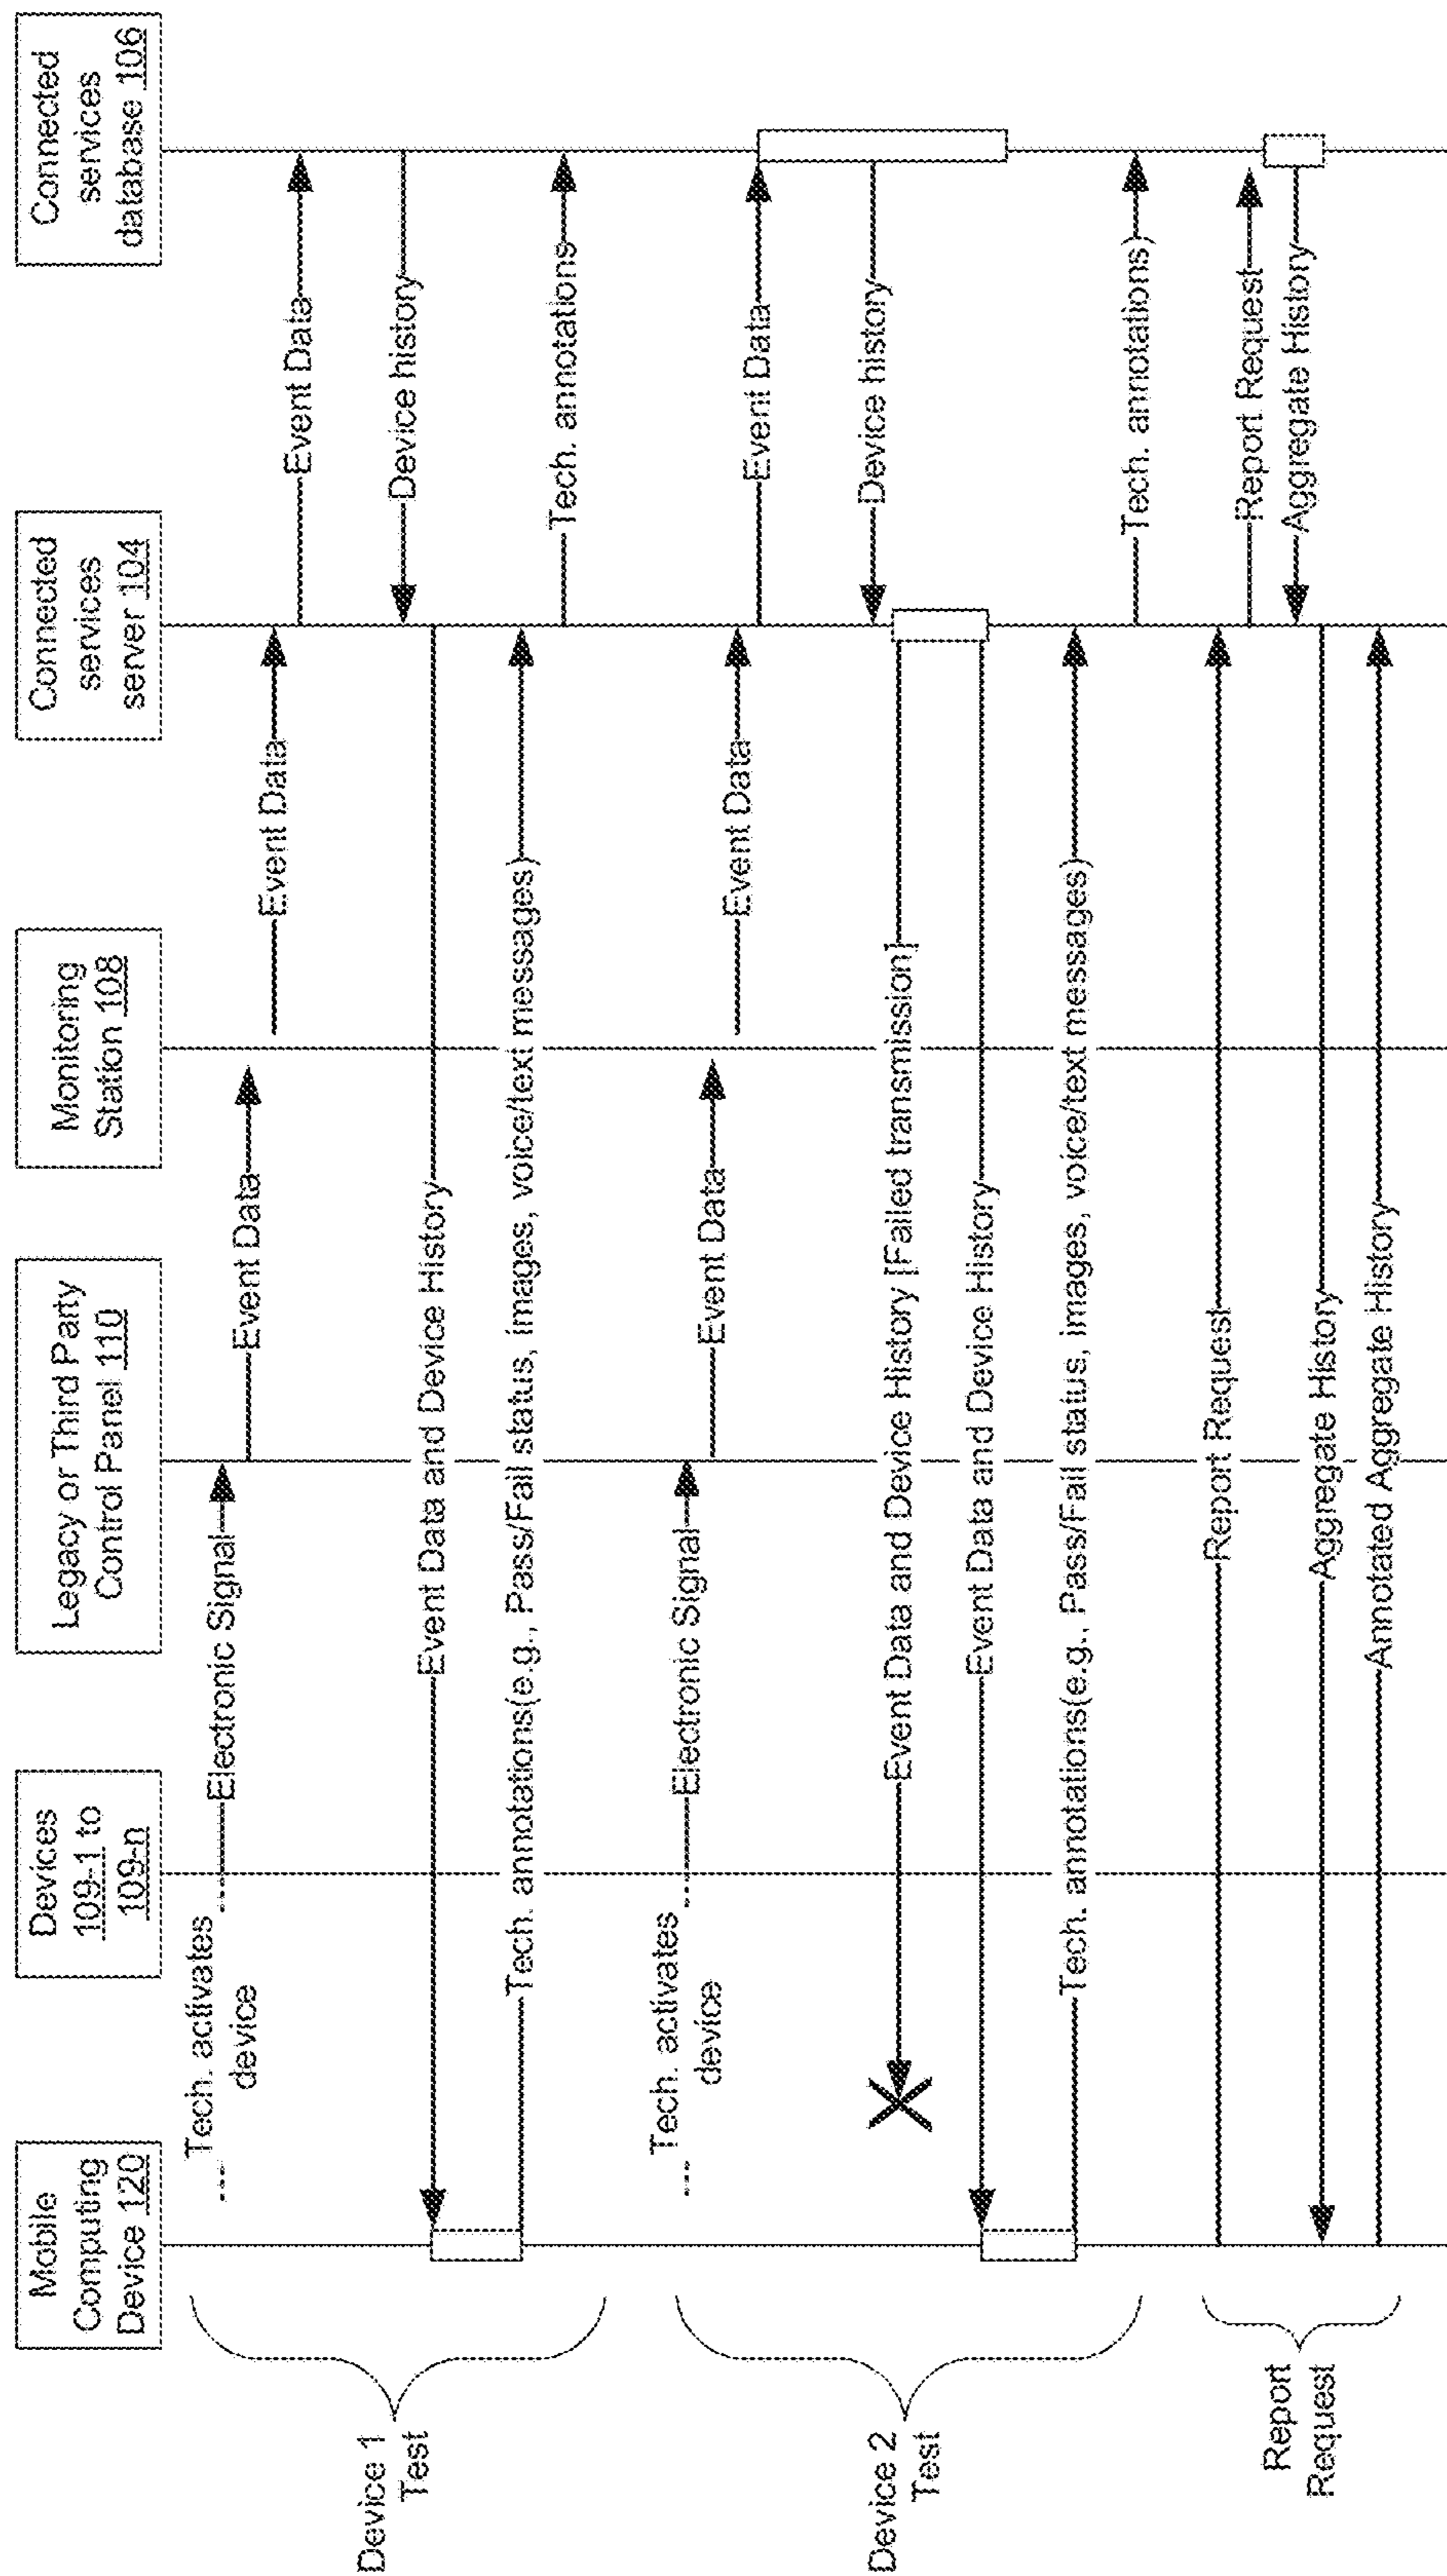 Mobile
Computing
Device 120
Devices
109-1 to
109-n
Legacy or Third Party
Control Panel 110
Monitoring
Station 108
Connected
services
server 104
Connected
services
database 106
Device 1
Test
Tech. activates
device
Electronic Signal
Event Data
Event Data
Event Data
Device history
Event Data and Device History
Tech. annotations(e.g., Pass/Fail status, images, voice/text messages)
Tech. annotations
Device 2
Test
Tech. activates
device
Electronic Signal
Event Data
Event Data
Event Data
Device history
Event Data and Device History [Failed transmission]
Event Data and Device History
Tech. annotations(e.g., Pass/Fail status, images, voice/text messages)
Tech. annotations)
Report
Request
Report Request
Report Request
Aggregate History
Aggregate History
Annotated Aggregate History